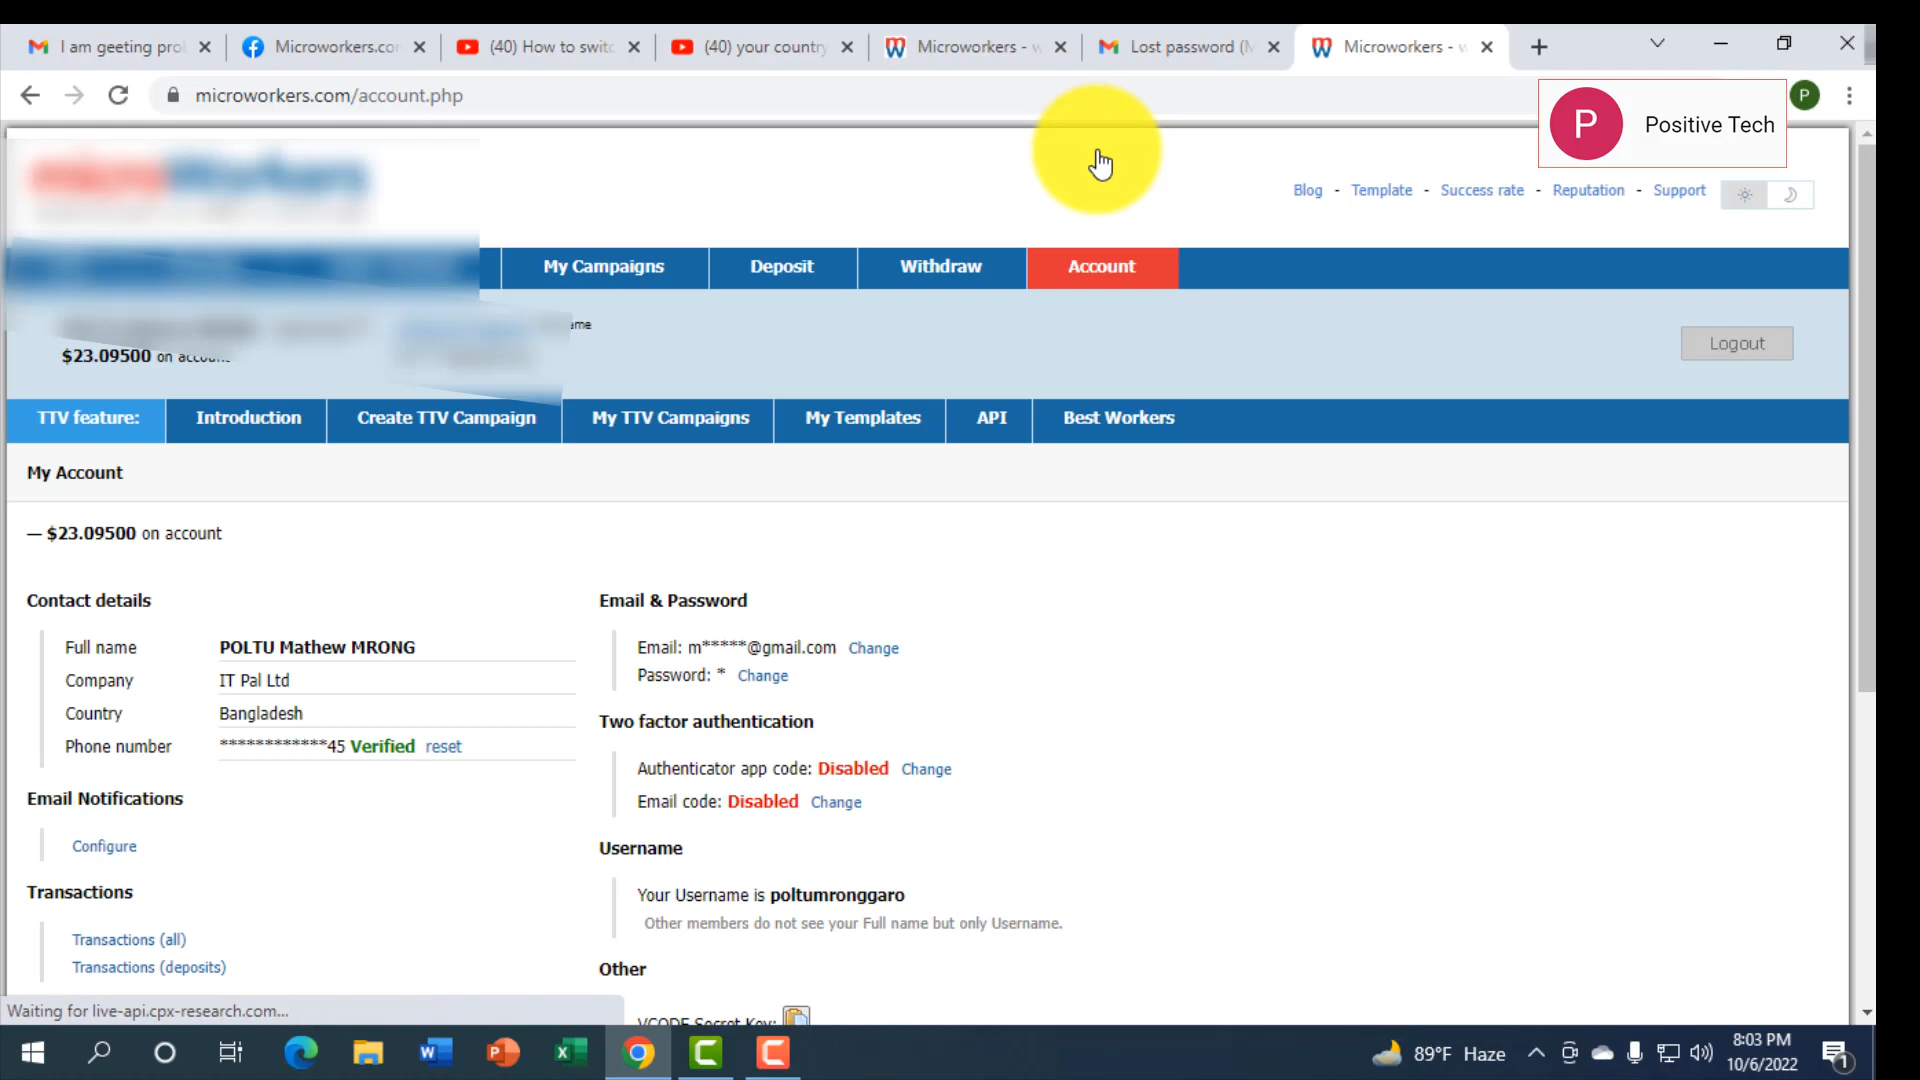 I am geeting pro
Microworkers.co
(40) How to swit
(40) your country
Microworkers - w
Lost password (M
Microworkers - w
microworkers.com/account.php
P
P
Positive Tech
Blog - Template - Success rate - Reputation - Support
My Campaigns
Deposit
Withdraw
Account
ame
$23.09500 on account
Logout
TTV feature:
Introduction
Create TTV Campaign
My TTV Campaigns
My Templates
API
Best Workers
My Account
— $23.09500 on account
Contact details
Full name POLTU Mathew MRONG
Company IT Pal Ltd
Country Bangladesh
Phone number ************45 Verified reset
Email Notifications
Configure
Transactions
Transactions (all)
Transactions (deposits)
Email & Password
Email: m*****@gmail.com Change
Password: * Change
Two factor authentication
Authenticator app code: Disabled Change
Email code: Disabled Change
Username
Your Username is poltumronggaro
Other members do not see your Full name but only Username.
Other
VCODE Secret Key:
Waiting for live-api.cpx-research.com...
89°F Haze
8:03 PM
10/6/2022
1